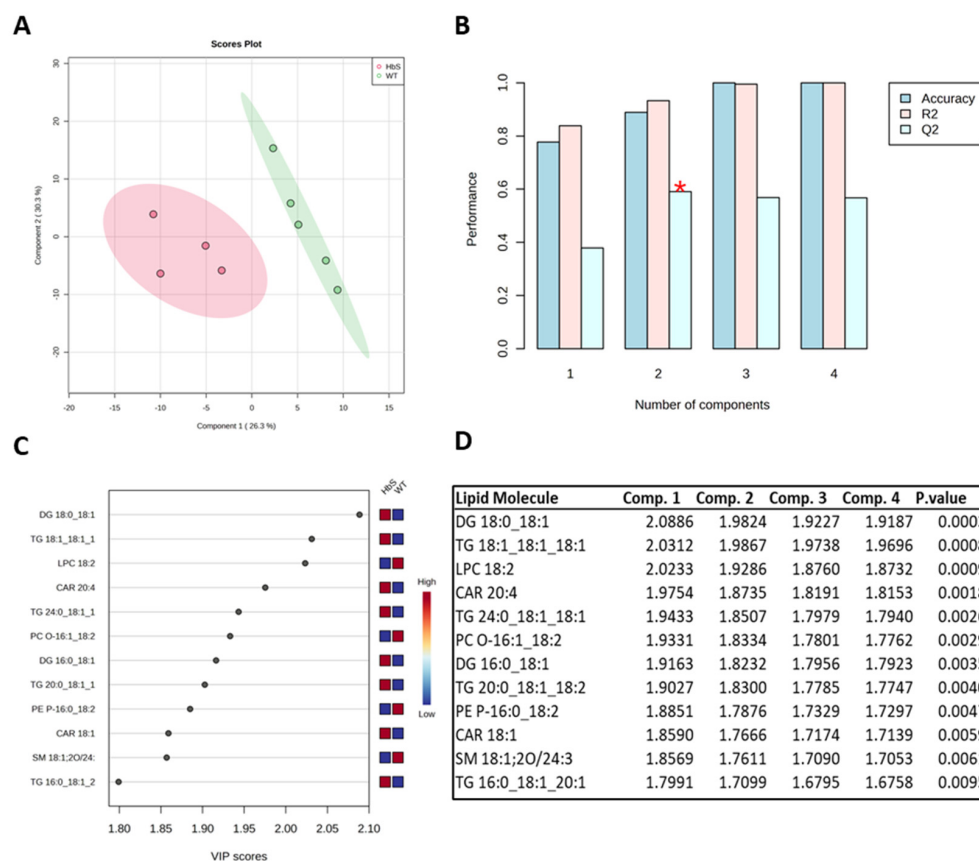 A
Scores Plot
HbS
WT
Component 2 ( 30.3 %)
30
20
10
0
-10
-20
-20 -15 -10 -5 0 5 10 15
Component 1 ( 26.3 %)
B
Performance
1.0
0.8
0.6
0.4
0.2
0.0
*
1 2 3 4
Number of components
Accuracy
R2
Q2
C
HbS WT
DG 18:0_18:1
TG 18:1_18:1_1
LPC 18:2
CAR 20:4
TG 24:0_18:1_1
PC O-16:1_18:2
DG 16:0_18:1
TG 20:0_18:1_1
PE P-16:0_18:2
CAR 18:1
SM 18:1;2O/24:
TG 16:0_18:1_2
1.80 1.85 1.90 1.95 2.00 2.05 2.10
VIP scores
High
Low
D
Lipid Molecule Comp. 1 Comp. 2 Comp. 3 Comp. 4 P.value
DG 18:0_18:1 2.0886 1.9824 1.9227 1.9187
TG 18:1_18:1_18:1 2.0312 1.9867 1.9738 1.9696
LPC 18:2 2.0233 1.9286 1.8760 1.8732
CAR 20:4 1.9754 1.8735 1.8191 1.8153
TG 24:0_18:1_18:1 1.9433 1.8507 1.7979 1.7940
PC O-16:1_18:2 1.9331 1.8334 1.7801 1.7762
DG 16:0_18:1 1.9163 1.8232 1.7956 1.7923
TG 20:0_18:1_18:2 1.9027 1.8300 1.7785 1.7747
PE P-16:0_18:2 1.8851 1.7876 1.7329 1.7297
CAR 18:1 1.8590 1.7666 1.7174 1.7139
SM 18:1;2O/24:3 1.8569 1.7611 1.7090 1.7053
TG 16:0_18:1_20:1 1.7991 1.7099 1.6795 1.6758